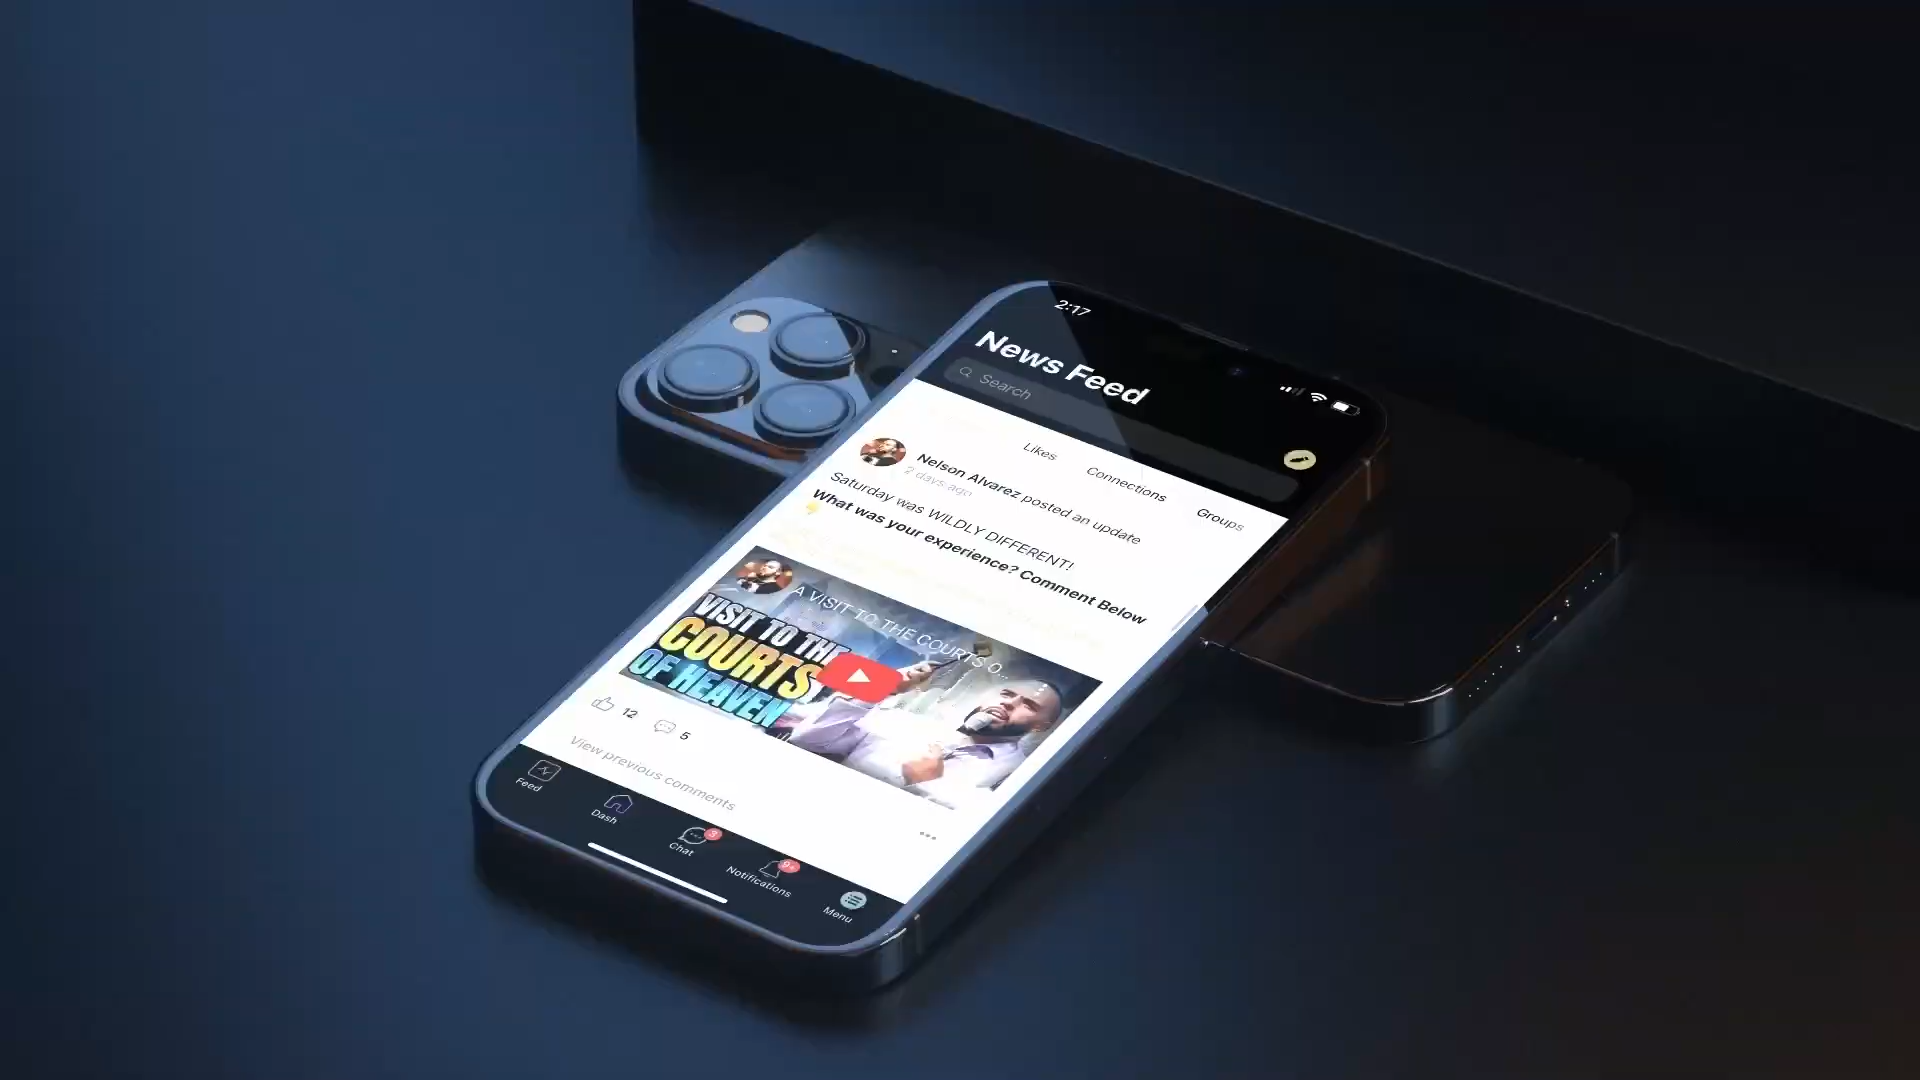 2:17
News Feed
Search
Likes
Connections
Groups
Nelson Alvarez posted an update
2 days ago
Saturday was WILDLY DIFFERENT!
What was your experience? Comment Below
A VISIT TO THE COURTS O...
VISIT TO THE
COURTS
OF HEAVEN
12
5
View previous comments
Feed
Dash
Chat
3
Notifications
9+
Menu